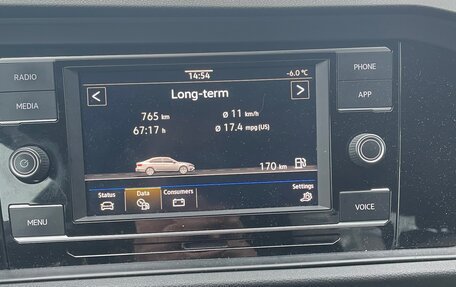 RADIO
MEDIA
MENU
14:54
-6.0 °C
Long-term
765 km
ø 11 km/h
67:17 h
ø 17.4 mpg (US)
170 km
Status
Data
Consumers
Settings
PHONE
APP
VOICE